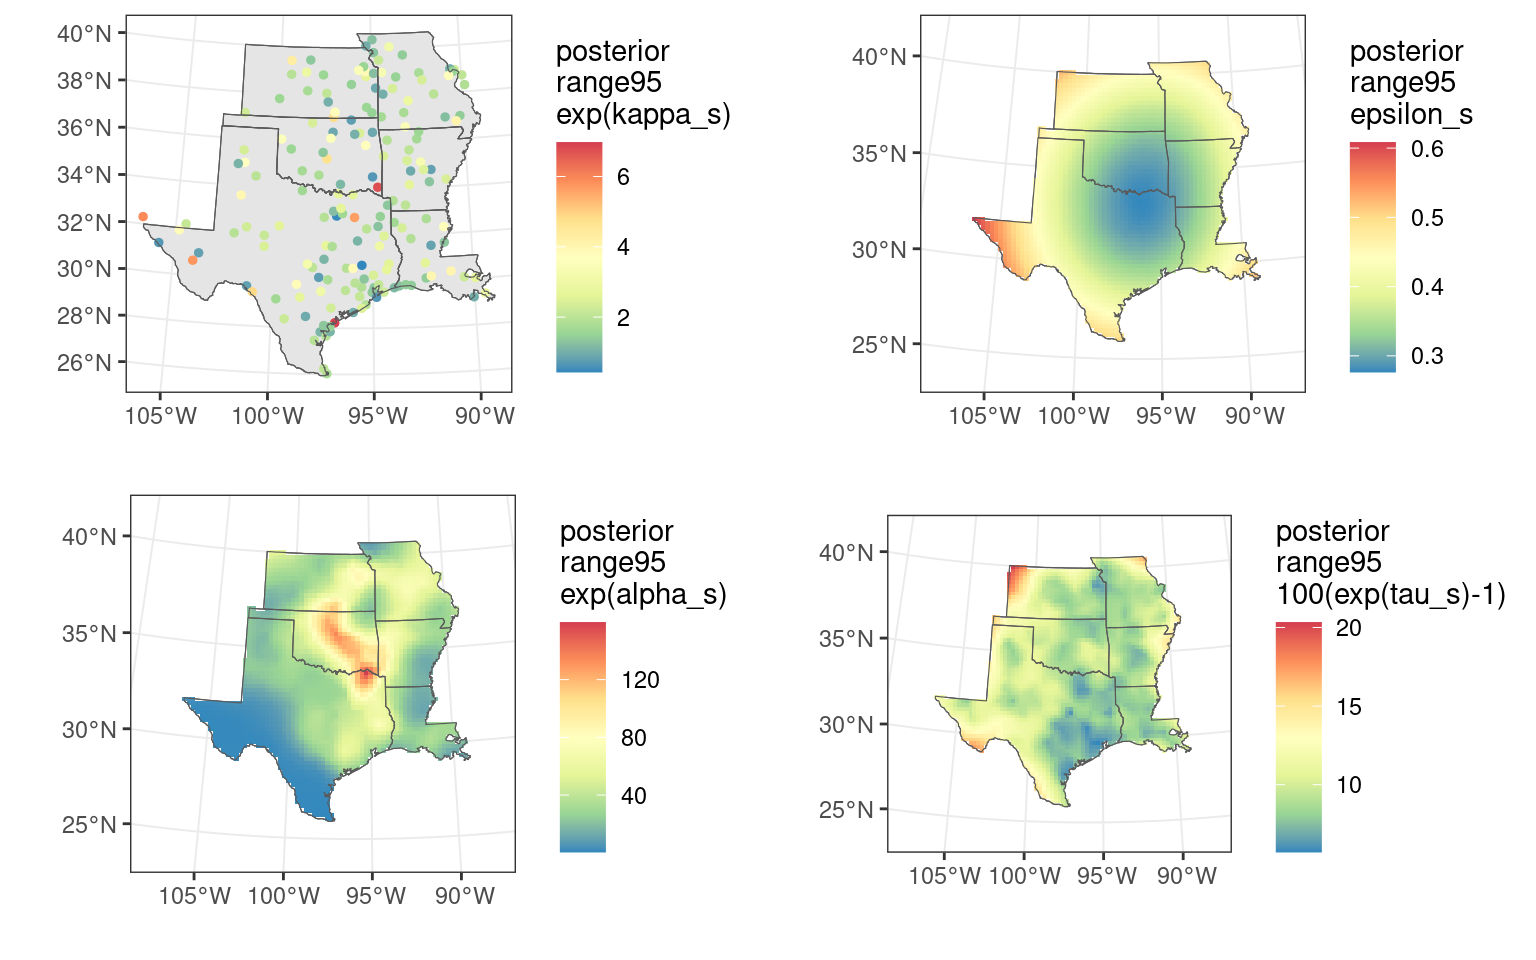 40°N
38°N
36°N
34°N
32°N
30°N
28°N
26°N
105°W 100°W 95°W 90°W
posterior
range95
exp(kappa_s)
6
4
2
40°N
35°N
30°N
25°N
105°W 100°W 95°W 90°W
posterior
range95
epsilon_s
0.6
0.5
0.4
0.3
40°N
35°N
30°N
25°N
105°W 100°W 95°W 90°W
posterior
range95
exp(alpha_s)
120
80
40
40°N
35°N
30°N
25°N
105°W 100°W 95°W 90°W
posterior
range95
100(exp(tau_s)-1)
20
15
10